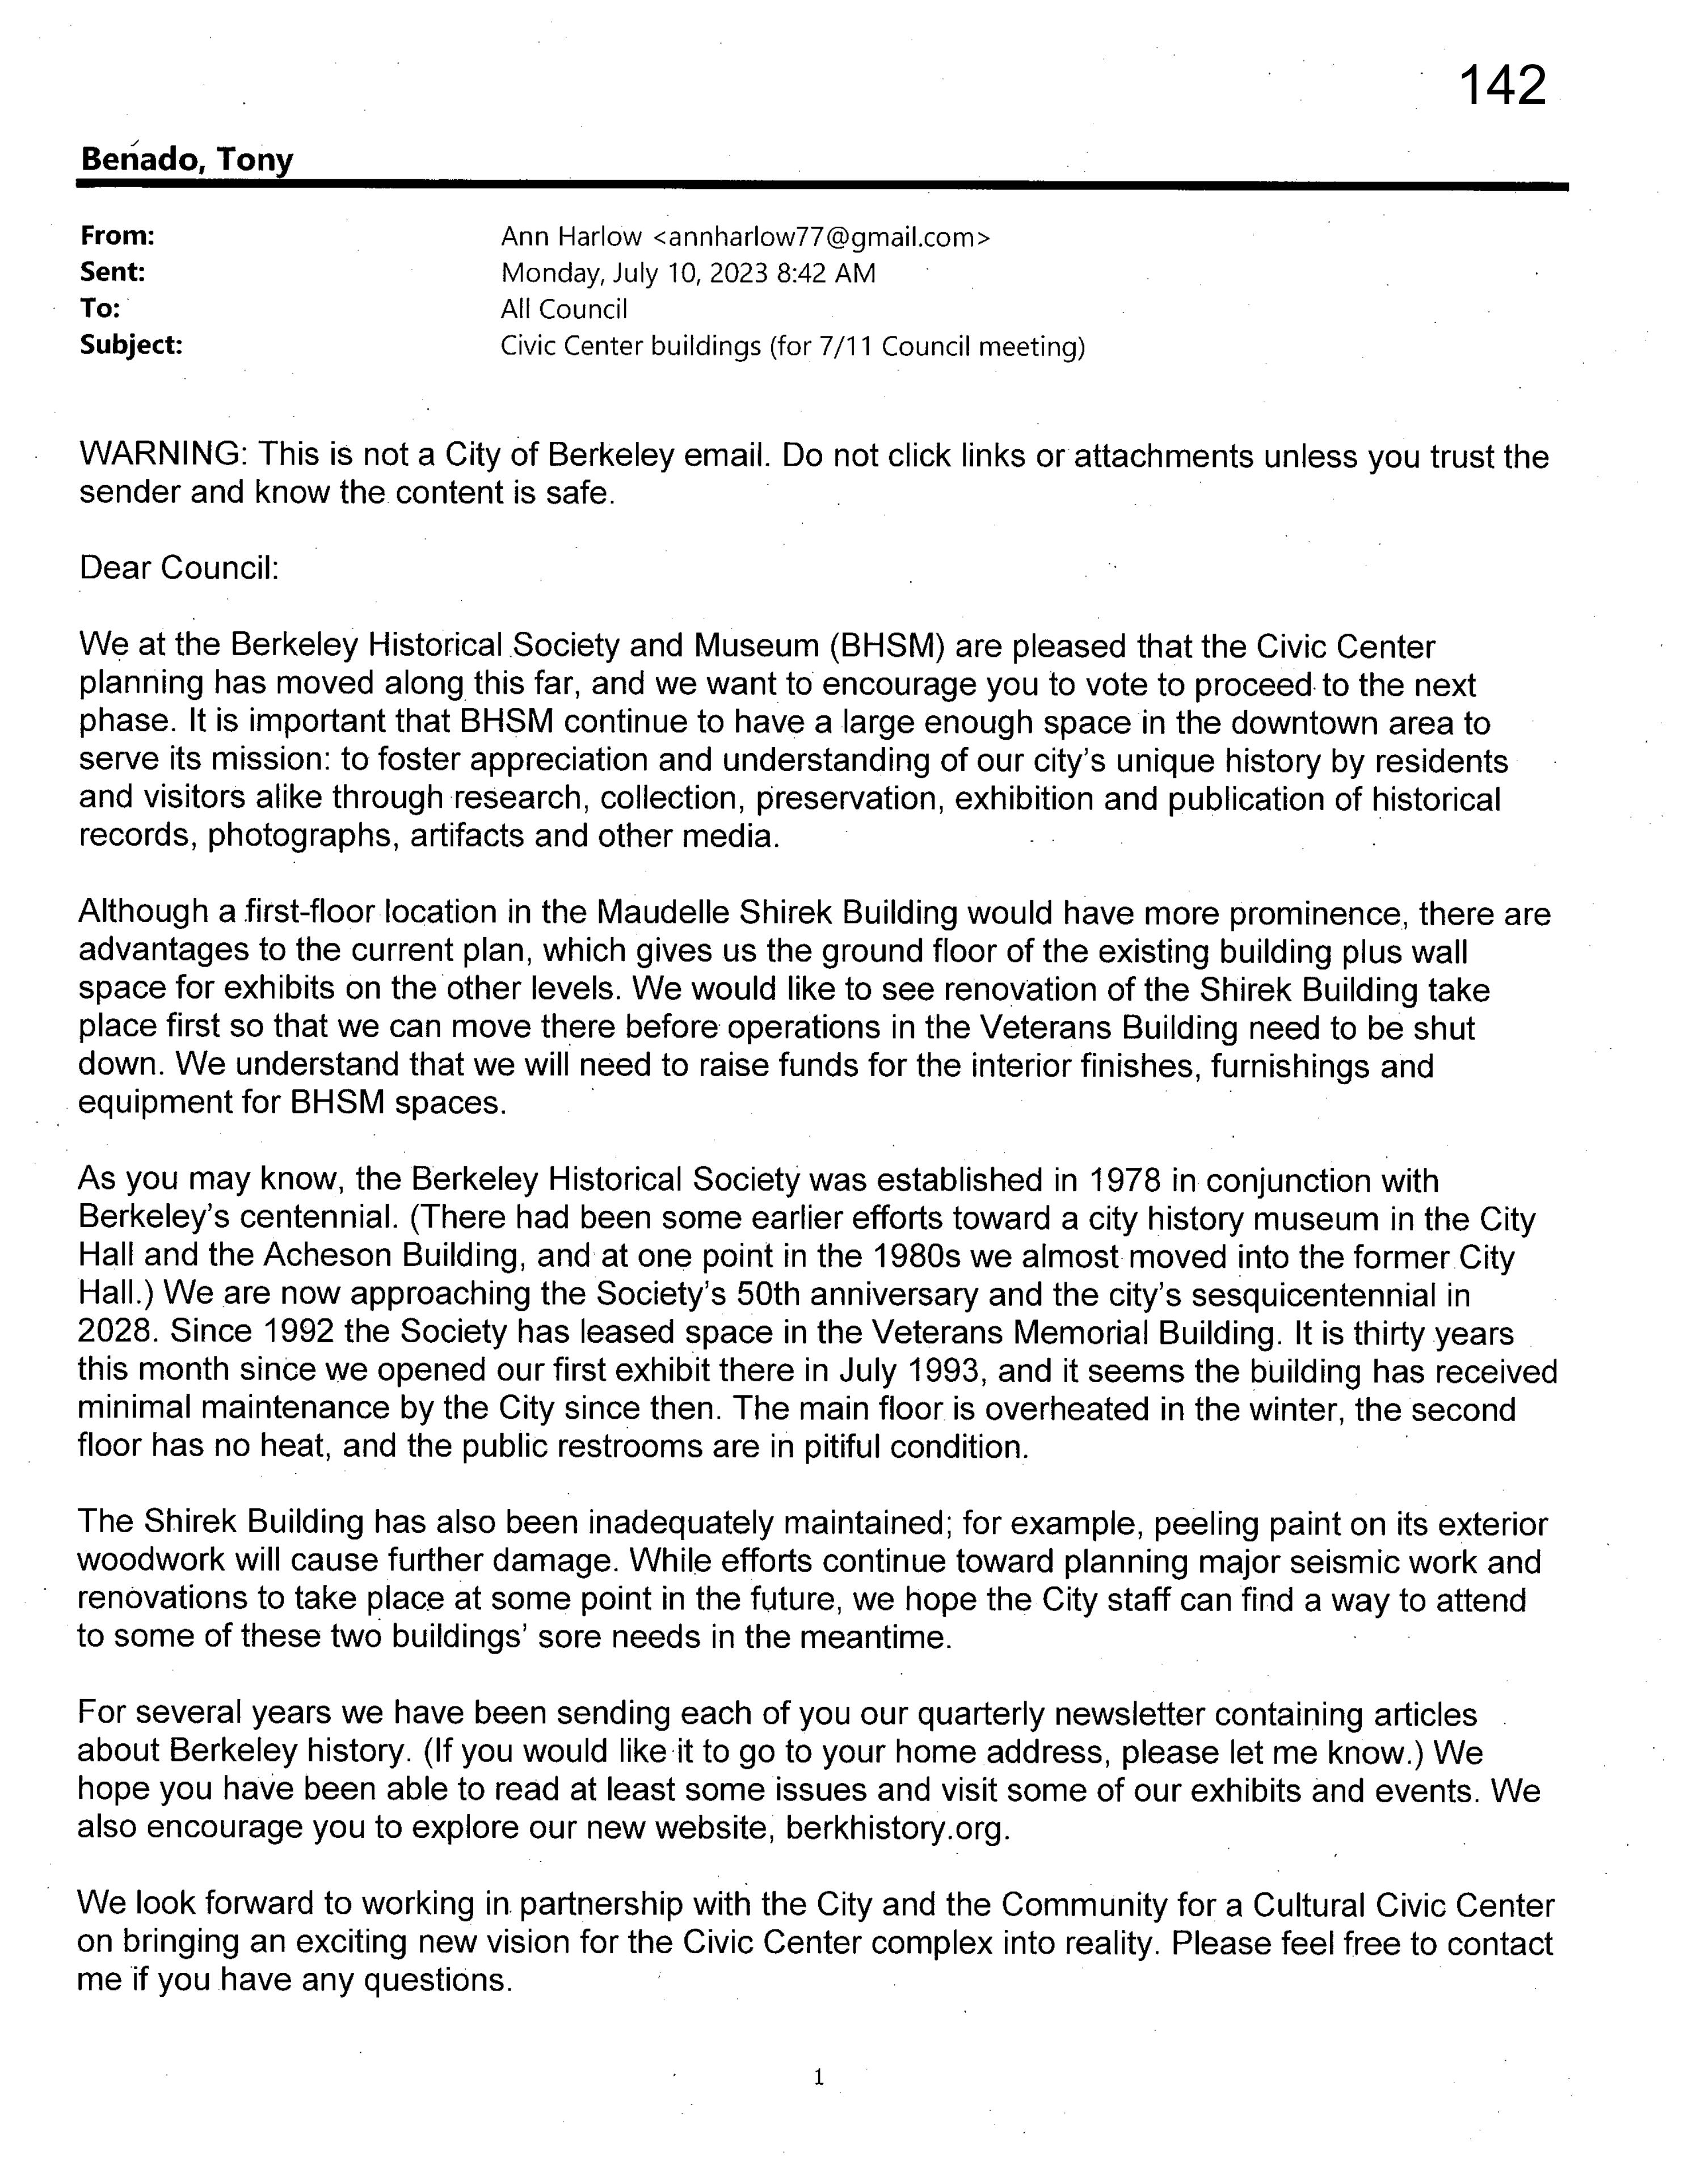 142
Benado, Tony
From: Ann Harlow <annharlow77@gmail.com>
Sent: Monday, July 10, 2023 8:42 AM
To: All Council
Subject: Civic Center buildings (for 7/11 Council meeting)
WARNING: This is not a City of Berkeley email. Do not click links or attachments unless you trust the
sender and know the content is safe.
Dear Council:
We at the Berkeley Historical Society and Museum (BHSM) are pleased that the Civic Center
planning has moved along this far, and we want to encourage you to vote to proceed to the next
phase. It is important that BHSM continue to have a large enough space in the downtown area to
serve its mission: to foster appreciation and understanding of our city's unique history by residents
and visitors alike through research, collection, preservation, exhibition and publication of historical
records, photographs, artifacts and other media.
Although a first-floor location in the Maudelle Shirek Building would have more prominence, there are
advantages to the current plan, which gives us the ground floor of the existing building plus wall
space for exhibits on the other levels. We would like to see renovation of the Shirek Building take
place first so that we can move there before operations in the Veterans Building need to be shut
down. We understand that we will need to raise funds for the interior finishes, furnishings and
equipment for BHSM spaces.
As you may know, the Berkeley Historical Society was established in 1978 in conjunction with
Berkeley's centennial. (There had been some earlier efforts toward a city history museum in the City
Hall and the Acheson Building, and at one point in the 1980s we almost moved into the former City
Hall.) We are now approaching the Society's 50th anniversary and the city's sesquicentennial in
2028. Since 1992 the Society has leased space in the Veterans Memorial Building. It is thirty years
this month since we opened our first exhibit there in July 1993, and it seems the building has received
minimal maintenance by the City since then. The main floor is overheated in the winter, the second
floor has no heat, and the public restrooms are in pitiful condition.
The Shirek Building has also been inadequately maintained; for example, peeling paint on its exterior
woodwork will cause further damage. While efforts continue toward planning major seismic work and
renovations to take place at some point in the future, we hope the City staff can find a way to attend
to some of these two buildings' sore needs in the meantime.
For several years we have been sending each of you our quarterly newsletter containing articles
about Berkeley history. (If you would like it to go to your home address, please let me know.) We
hope you have been able to read at least some issues and visit some of our exhibits and events. We
also encourage you to explore our new website, berkhistory.org.
We look forward to working in partnership with the City and the Community for a Cultural Civic Center
on bringing an exciting new vision for the Civic Center complex into reality. Please feel free to contact
me if you have any questions.
1